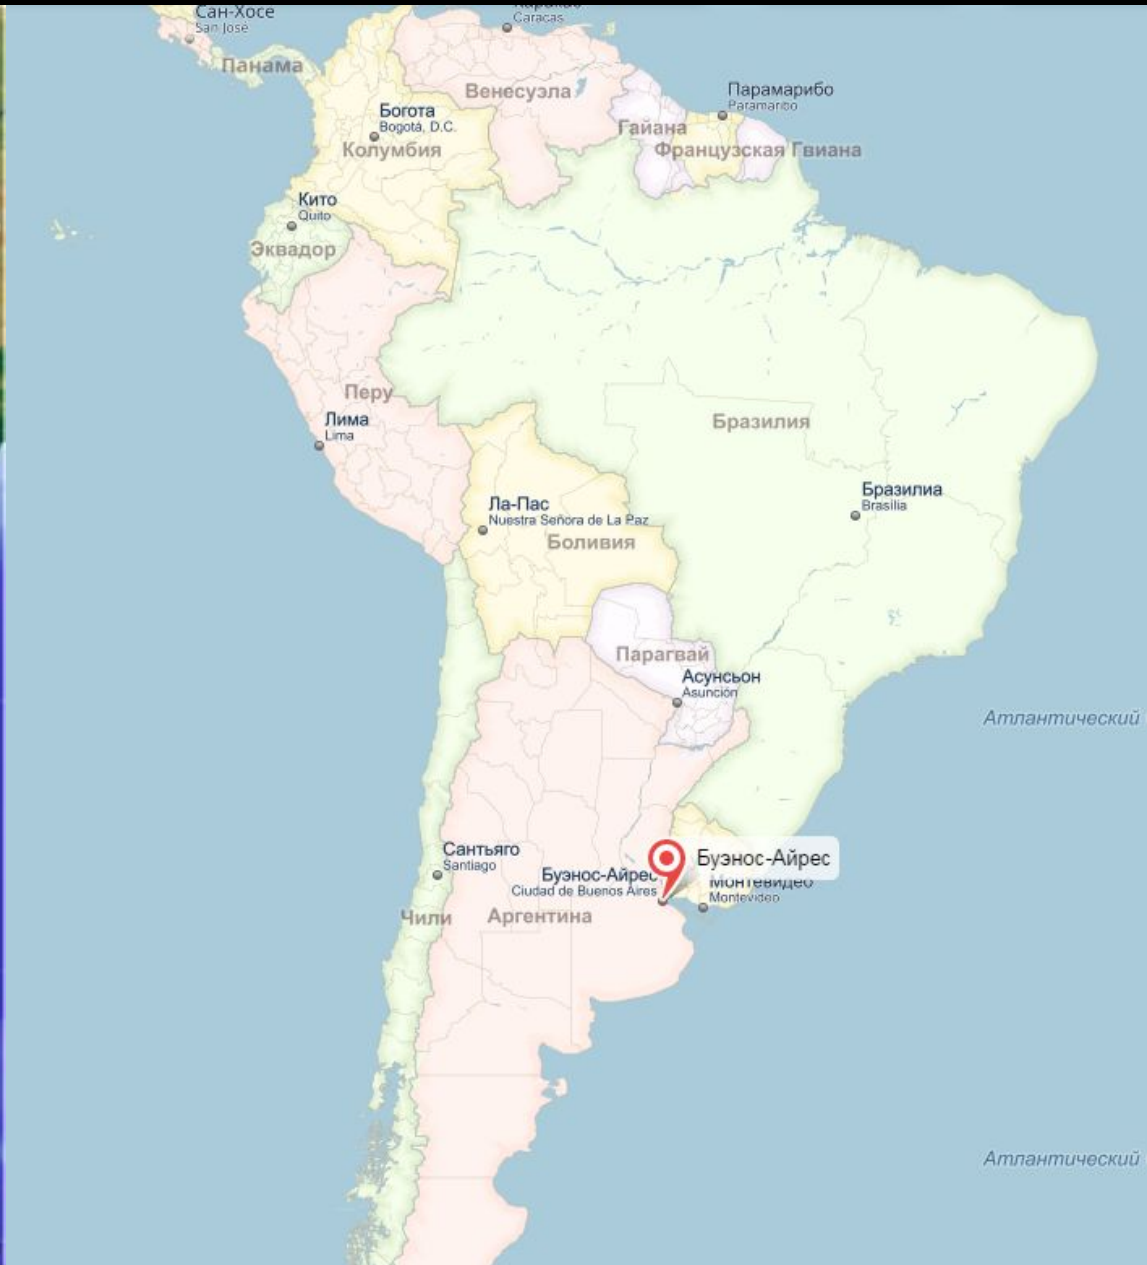 Сан-Хосе
San José
Caracas
Панама
Венесуэла
Парамарибо
Paramaribo
Богота
Bogotá, D.C.
Колумбия
Гайана
Французская Гвиана
Кито
Quito
Эквадор
Перу
Лима
Lima
Бразилия
Бразилиа
Brasília
Ла-Пас
Nuestra Señora de La Paz
Боливия
Парагвай
Асунсьон
Asunción
Атлантический
Сантьяго
Santiago
Буэнос-Айрес
Буэнос-Айрес
Ciudad de Buenos Aires
Монтевидео
Montevideo
Чили
Аргентина
Атлантический